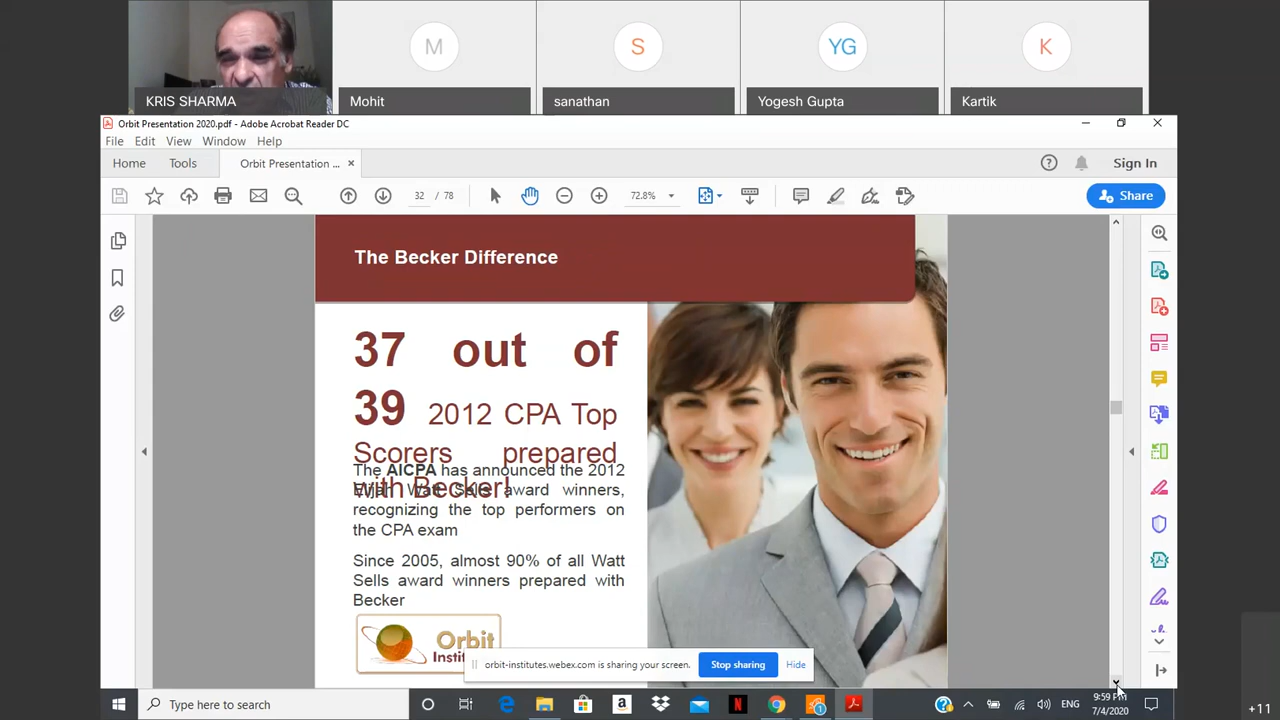 M
S
YG
K
KRIS SHARMA
Mohit
sanathan
Yogesh Gupta
Kartik
Orbit Presentation 2020.pdf - Adobe Acrobat Reader DC
File Edit View Window Help
Home Tools Orbit Presentation ... × Sign In
32 / 78 72.8% Share
The Becker Difference
37 out of
39 2012 CPA Top
Scorers prepared
with Becker!
The AICPA has announced the 2012
Elijah Watt Sells award winners,
recognizing the top performers on
the CPA exam
Since 2005, almost 90% of all Watt
Sells award winners prepared with
Becker
Orbit
Instit
orbit-institutes.webex.com is sharing your screen. Stop sharing Hide
Type here to search
ENG
9:59 PM
7/4/2020
+11